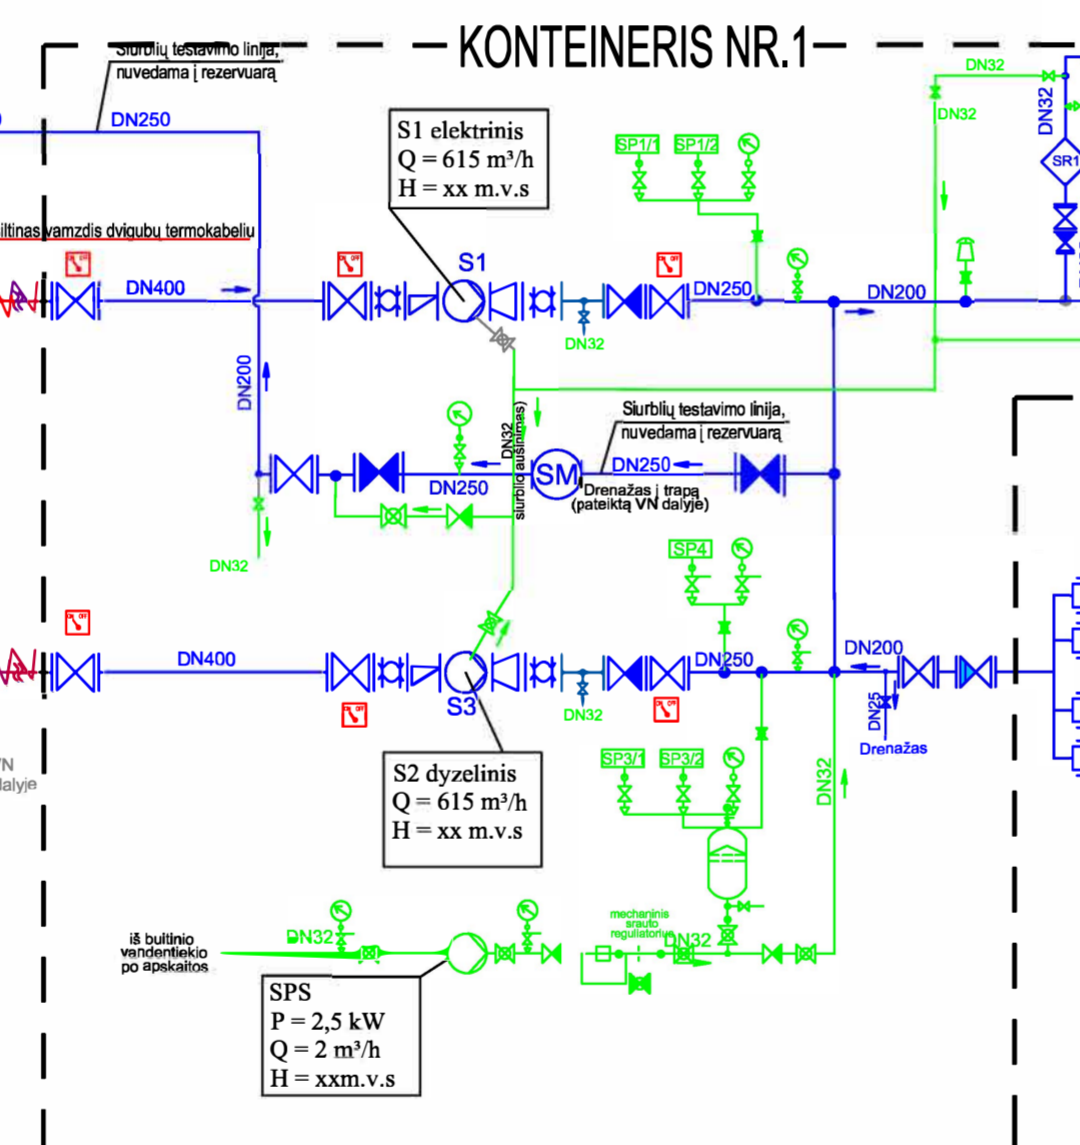 KONTEINERIS NR.1
Siurblių testavimo linija,
nuvedama į rezervuarą
DN250
S1 elektrinis
Q = 615 m³/h
H = xx m.v.s
SP1/1
SP1/2
DN32
DN32
DN32
SR1
vamzdis dvigubų termokabeliu
DN400
S1
DN250
DN200
DN32
DN200
DN32
siurblio aušinimas)
Siurblių testavimo linija,
nuvedama į rezervuarą
DN250
SM
DN250
Drenažas į trapą
(pateiktą VN dalyje)
DN32
SP4
DN400
S3
DN32
DN250
DN200
DN25
Drenažas
VN
dalyje
S2 dyzelinis
Q = 615 m³/h
H = xx m.v.s
SP3/1
SP3/2
DN32
iš buitinio
vandentiekio
po apskaitos
DN32
mechaninis
srauto
reguliatorius
DN32
SPS
P = 2,5 kW
Q = 2 m³/h
H = xxm.v.s